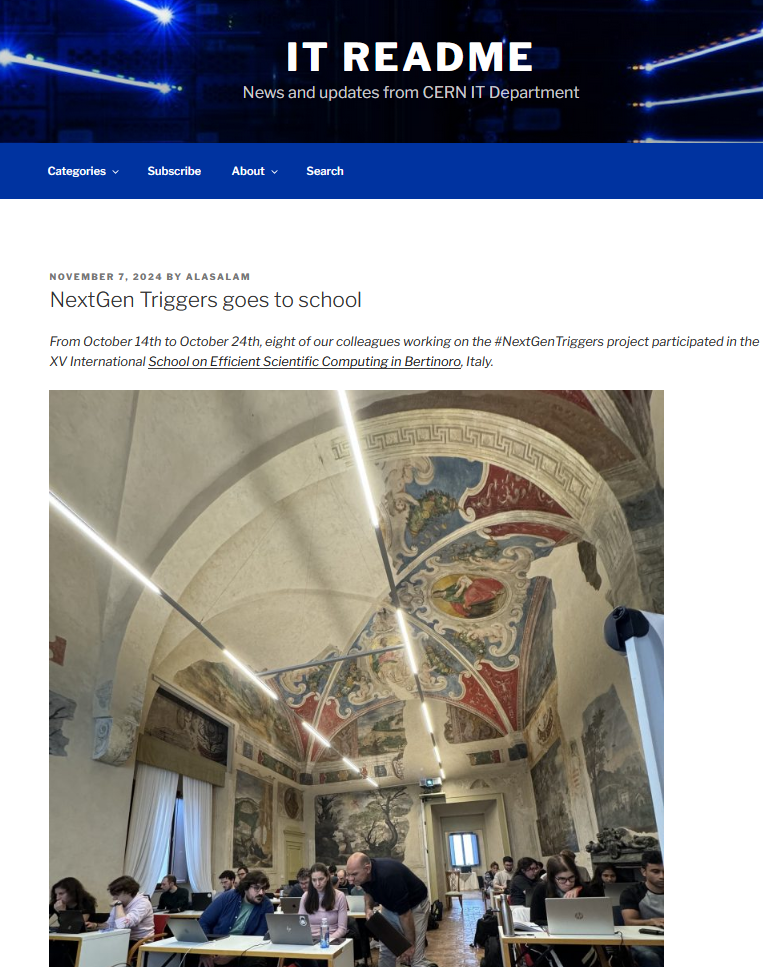 IT README
News and updates from CERN IT Department
Categories Subscribe About Search
NOVEMBER 7, 2024 BY ALASALAM
NextGen Triggers goes to school
From October 14th to October 24th, eight of our colleagues working on the #NextGenTriggers project participated in the
XV International School on Efficient Scientific Computing in Bertinoro, Italy.
hp